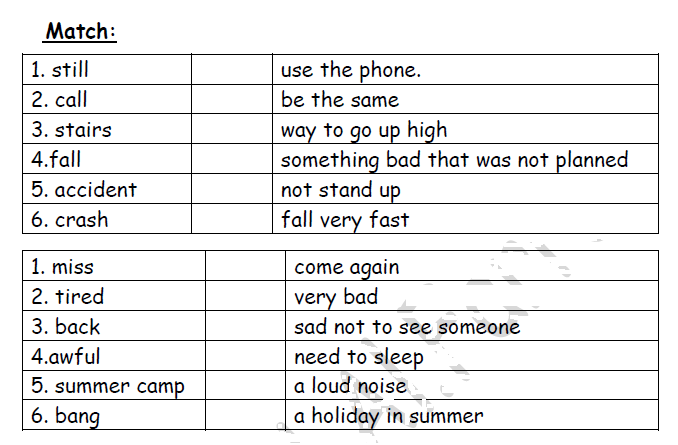 Match:
1. still use the phone.
2. call be the same
3. stairs way to go up high
4.fall something bad that was not planned
5. accident not stand up
6. crash fall very fast
1. miss come again
2. tired very bad
3. back sad not to see someone
4.awful need to sleep
5. summer camp a loud noise
6. bang a holiday in summer